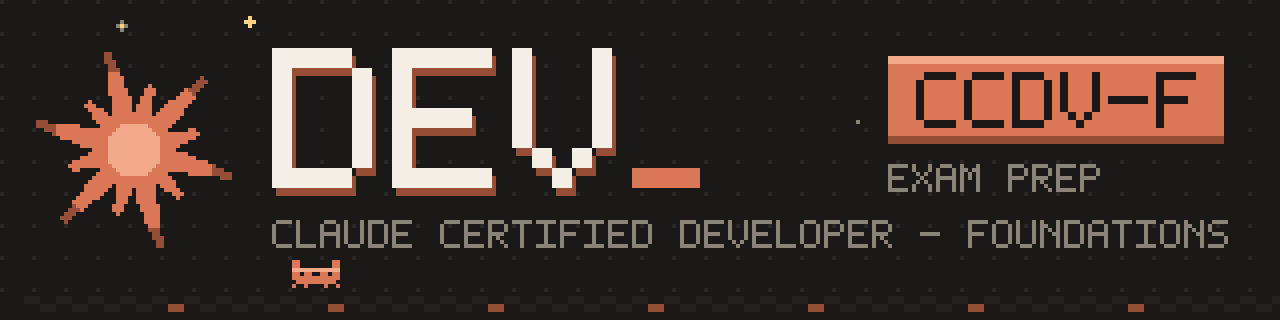 DEV_
CCDV-F
EXAM PREP
CLAUDE CERTIFIED DEVELOPER - FOUNDATIONS